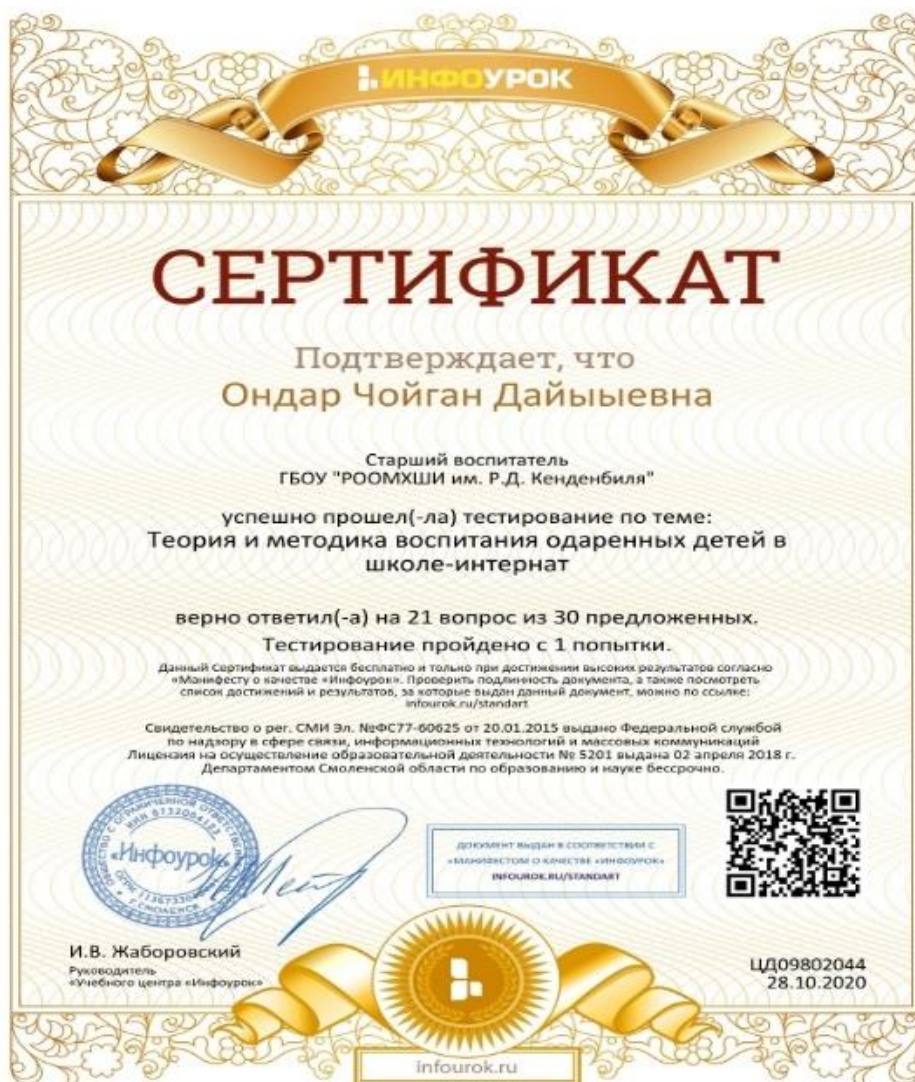 ИНФОУРОК
СЕРТИФИКАТ
Подтверждает, что
Ондар Чойган Дайыыевна
Старший воспитатель
ГБОУ "РООМХШИ им. Р.Д. Кенденбиля"
успешно прошел(-ла) тестирование по теме:
Теория и методика воспитания одаренных детей в
школе-интернат
верно ответил(-а) на 21 вопрос из 30 предложенных.
Тестирование пройдено с 1 попытки.
Данный Сертификат выдается бесплатно и только при достижении высоких результатов согласно
«Манифесту о качестве «Инфоурок». Проверить подлинность документа, а также посмотреть
список достижений и результатов, за которые выдан данный документ, можно по ссылке:
infourok.ru/standart
Свидетельство о рег. СМИ Эл. №ФС77-60625 от 20.01.2015 выдано Федеральной службой
по надзору в сфере связи, информационных технологий и массовых коммуникаций
Лицензия на осуществление образовательной деятельности № 5201 выдана 02 апреля 2018 г.
Департаментом Смоленской области по образованию и науке бессрочно.
«Инфоурок»
Г.СМОЛЕНСК
ДОКУМЕНТ ВЫДАН В СООТВЕТСТВИИ С
«МАНИФЕСТОМ О КАЧЕСТВЕ «ИНФОУРОК»
INFOUROK.RU/STANDART
И.В. Жаборовский
Руководитель
«Учебного центра «Инфоурок»
ЦД09802044
28.10.2020
infourok.ru